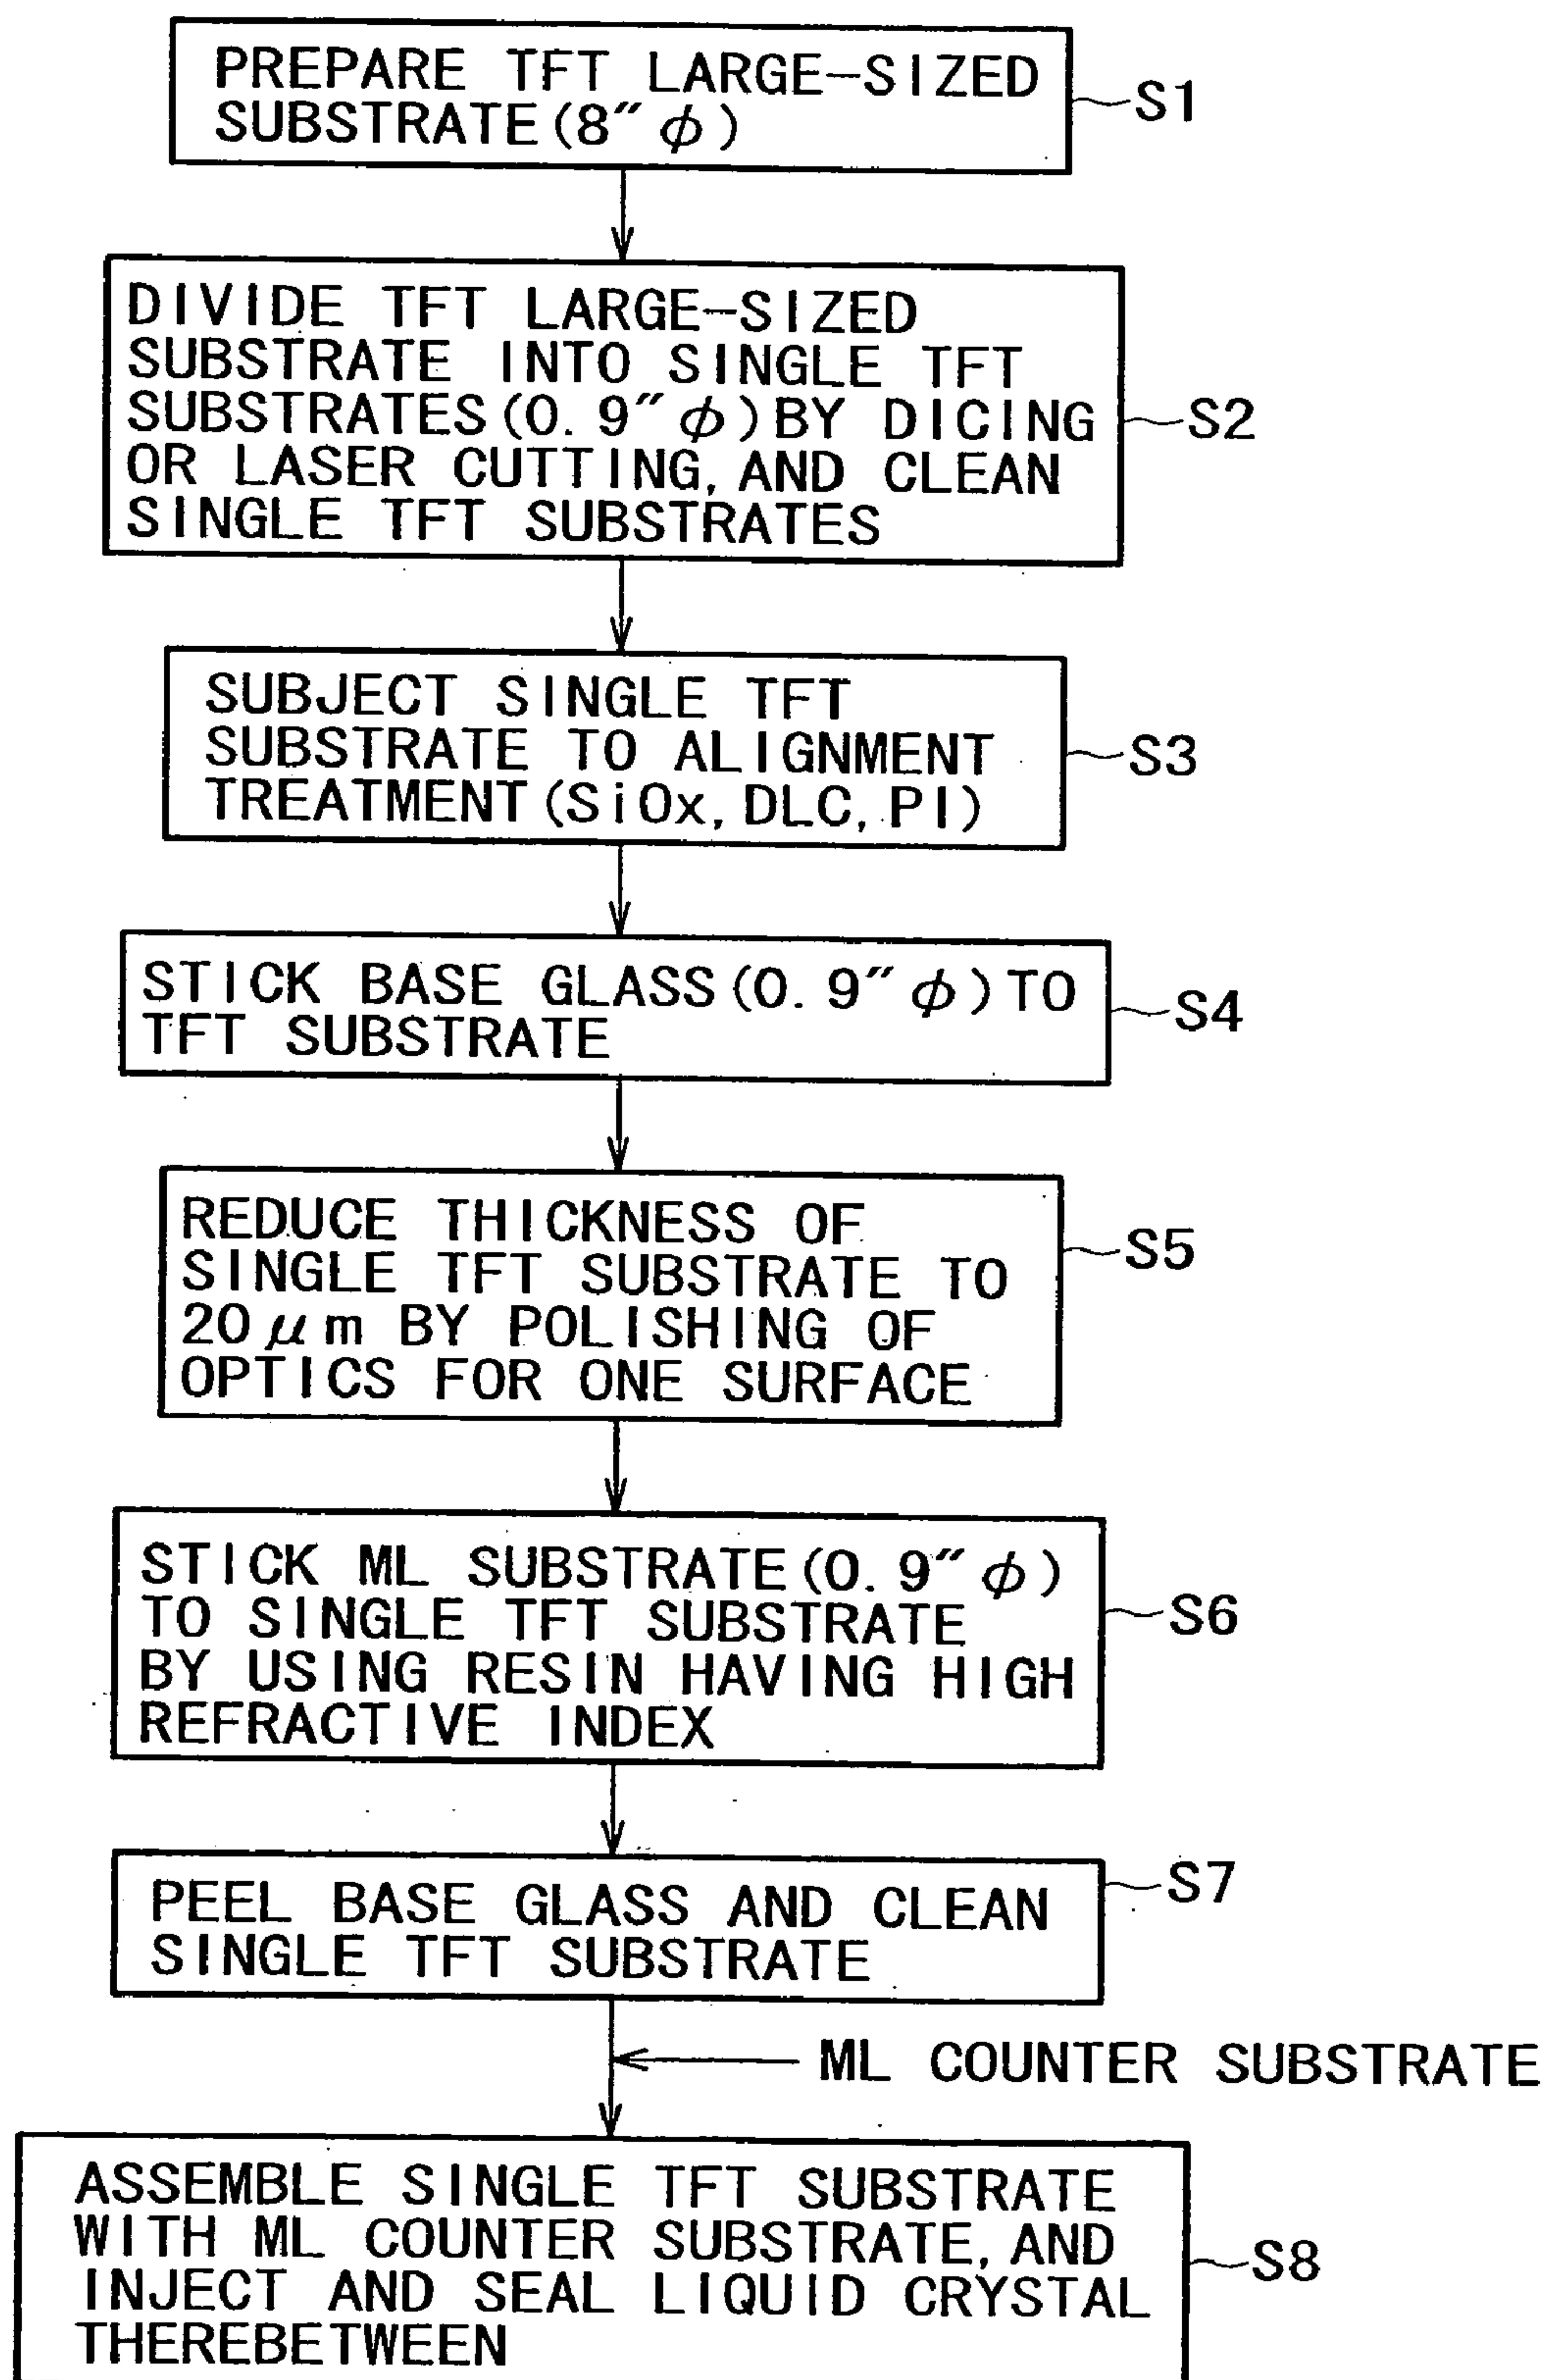 PREPARE TFT LARGE-SIZED
SUBSTRATE(8″φ)
S1
DIVIDE TFT LARGE-SIZED
SUBSTRATE INTO SINGLE TFT
SUBSTRATES(0.9″φ)BY DICING
OR LASER CUTTING, AND CLEAN
SINGLE TFT SUBSTRATES
S2
SUBJECT SINGLE TFT
SUBSTRATE TO ALIGNMENT
TREATMENT(SiOx, DLC, PI)
S3
STICK BASE GLASS(0.9″φ)TO
TFT SUBSTRATE
S4
REDUCE THICKNESS OF
SINGLE TFT SUBSTRATE TO
20μm BY POLISHING OF
OPTICS FOR ONE SURFACE
S5
STICK ML SUBSTRATE(0.9″φ)
TO SINGLE TFT SUBSTRATE
BY USING RESIN HAVING HIGH
REFRACTIVE INDEX
S6
PEEL BASE GLASS AND CLEAN
SINGLE TFT SUBSTRATE
S7
ML COUNTER SUBSTRATE
ASSEMBLE SINGLE TFT SUBSTRATE
WITH ML COUNTER SUBSTRATE, AND
INJECT AND SEAL LIQUID CRYSTAL
THEREBETWEEN
S8